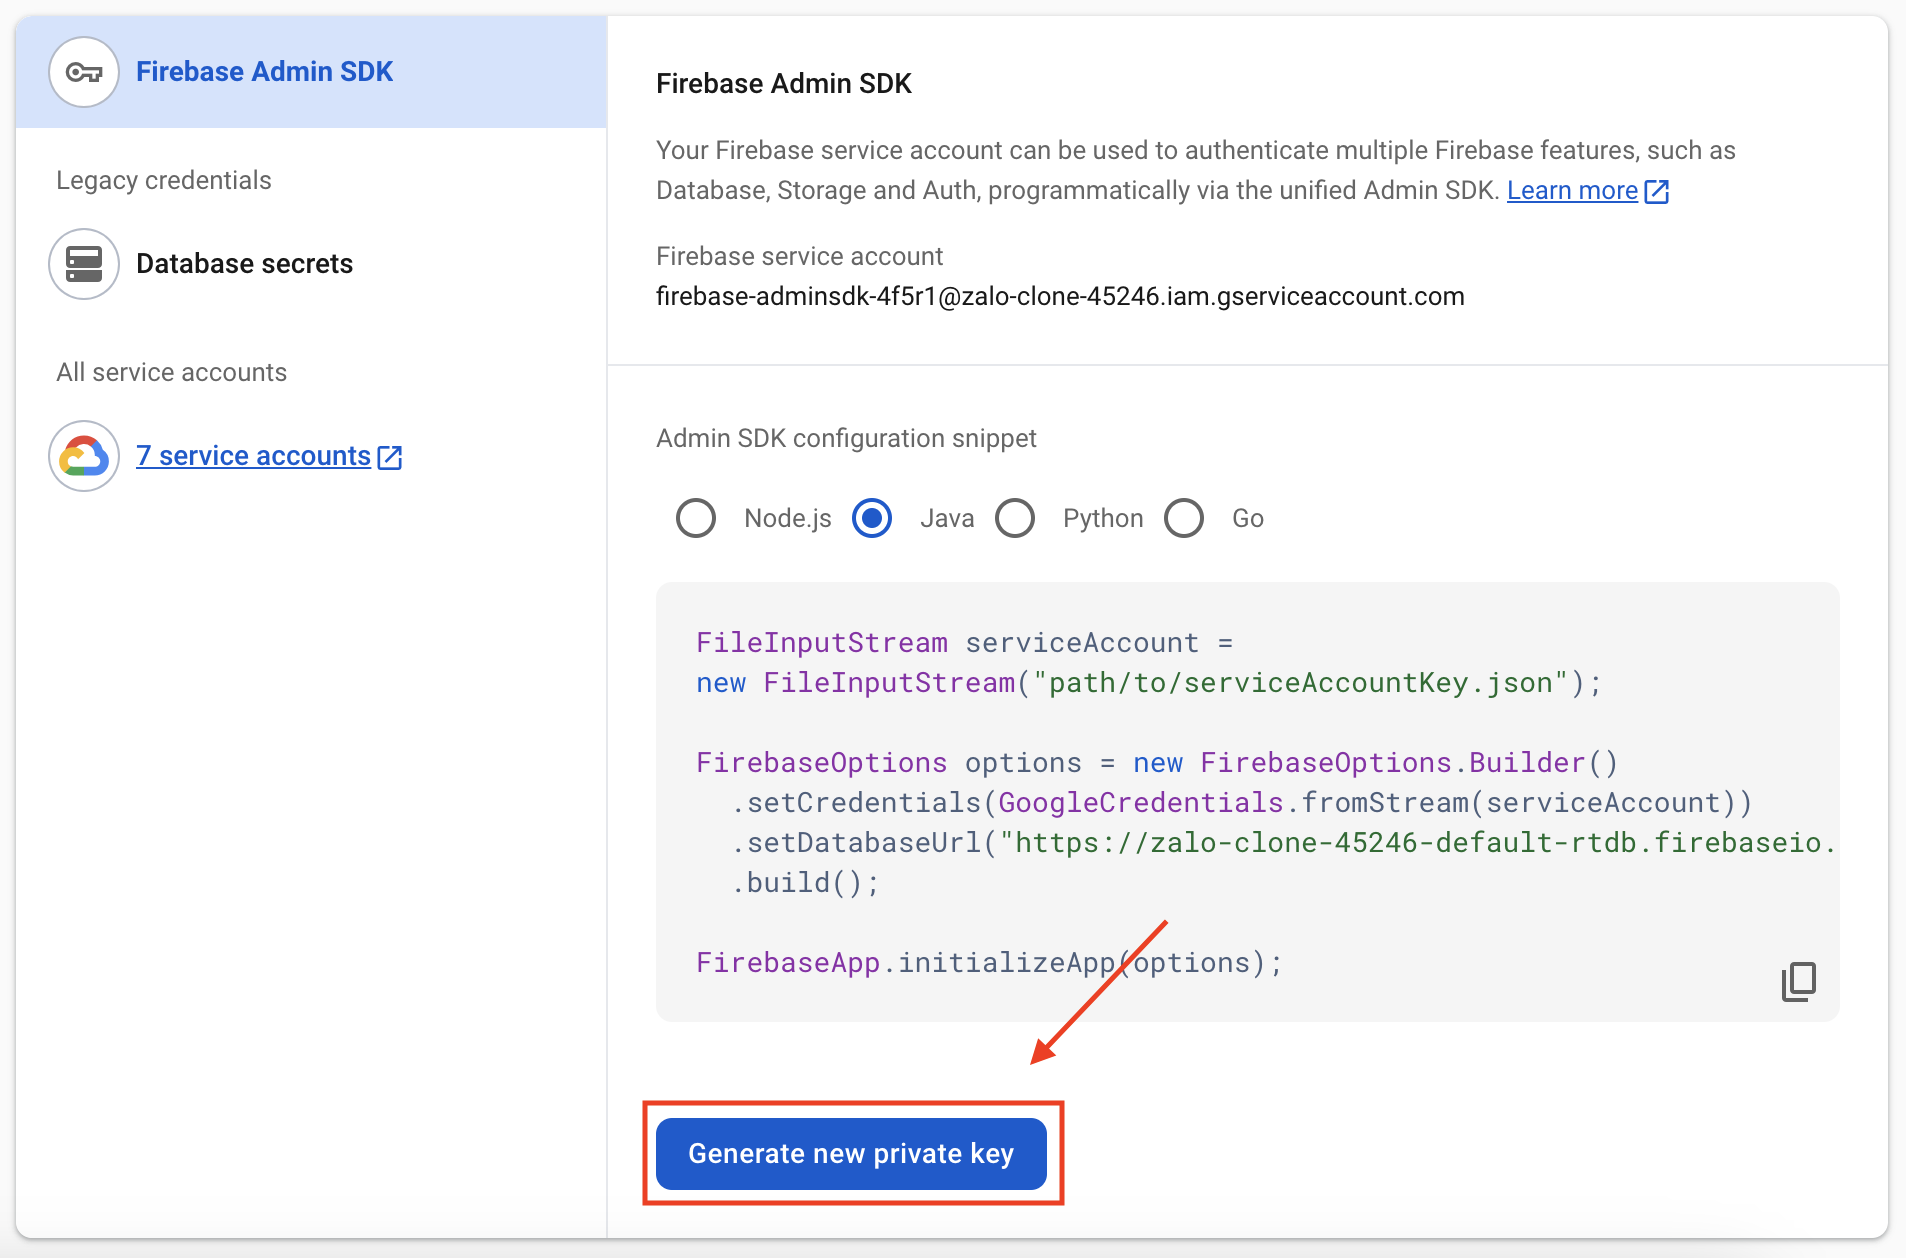 Firebase Admin SDK
Legacy credentials
Database secrets
All service accounts
7 service accounts
Firebase Admin SDK
Your Firebase service account can be used to authenticate multiple Firebase features, such as
Database, Storage and Auth, programmatically via the unified Admin SDK. Learn more
Firebase service account
firebase-adminsdk-4f5r1@zalo-clone-45246.iam.gserviceaccount.com
Admin SDK configuration snippet
Node.js Java Python Go
FileInputStream serviceAccount =
new FileInputStream("path/to/serviceAccountKey.json");
FirebaseOptions options = new FirebaseOptions.Builder()
.setCredentials(GoogleCredentials.fromStream(serviceAccount))
.setDatabaseUrl("https://zalo-clone-45246-default-rtdb.firebaseio.
.build();
FirebaseApp.initializeApp(options);
Generate new private key